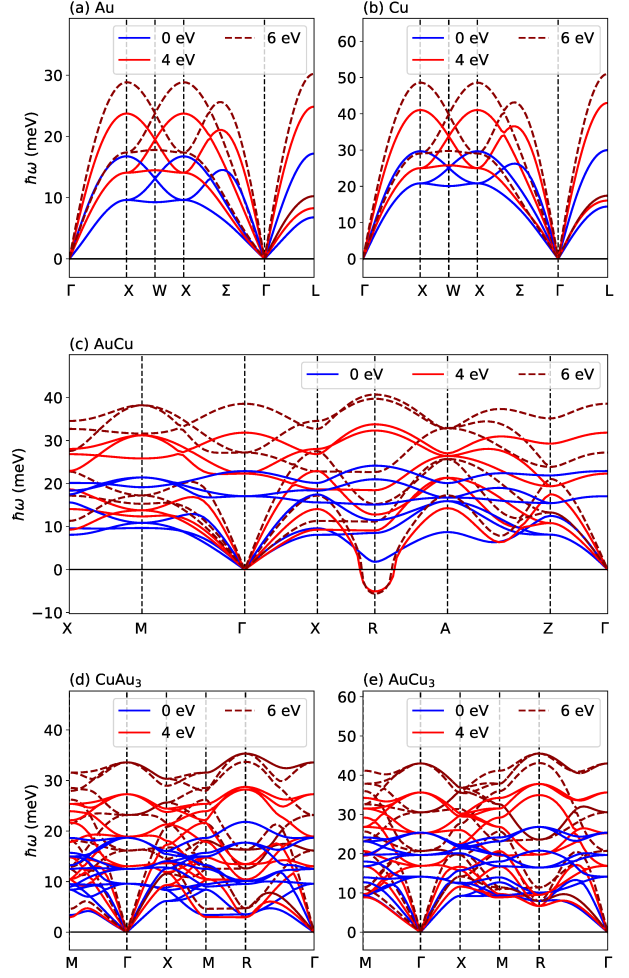 (a) Au
(b) Cu
0 eV
4 eV
6 eV
0 eV
4 eV
6 eV
ħω (meV)
30
20
10
0
60
50
40
30
20
10
0
Γ X W X Σ Γ L
Γ X W X Σ Γ L
(c) AuCu
0 eV 4 eV 6 eV
ħω (meV)
40
30
20
10
0
−10
X M Γ X R A Z Γ
(d) CuAu₃
(e) AuCu₃
0 eV
4 eV
6 eV
0 eV
4 eV
6 eV
ħω (meV)
40
30
20
10
0
60
50
40
30
20
10
0
M Γ X M R Γ
M Γ X M R Γ